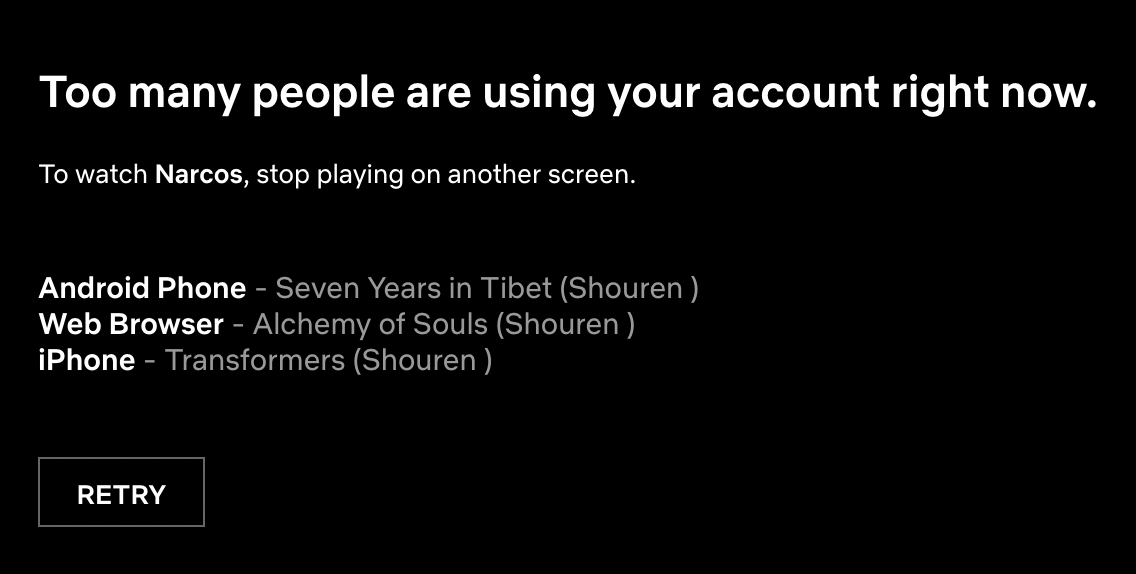 Too many people are using your account right now.
To watch Narcos, stop playing on another screen.
Android Phone - Seven Years in Tibet (Shouren )
Web Browser - Alchemy of Souls (Shouren )
iPhone - Transformers (Shouren )
RETRY